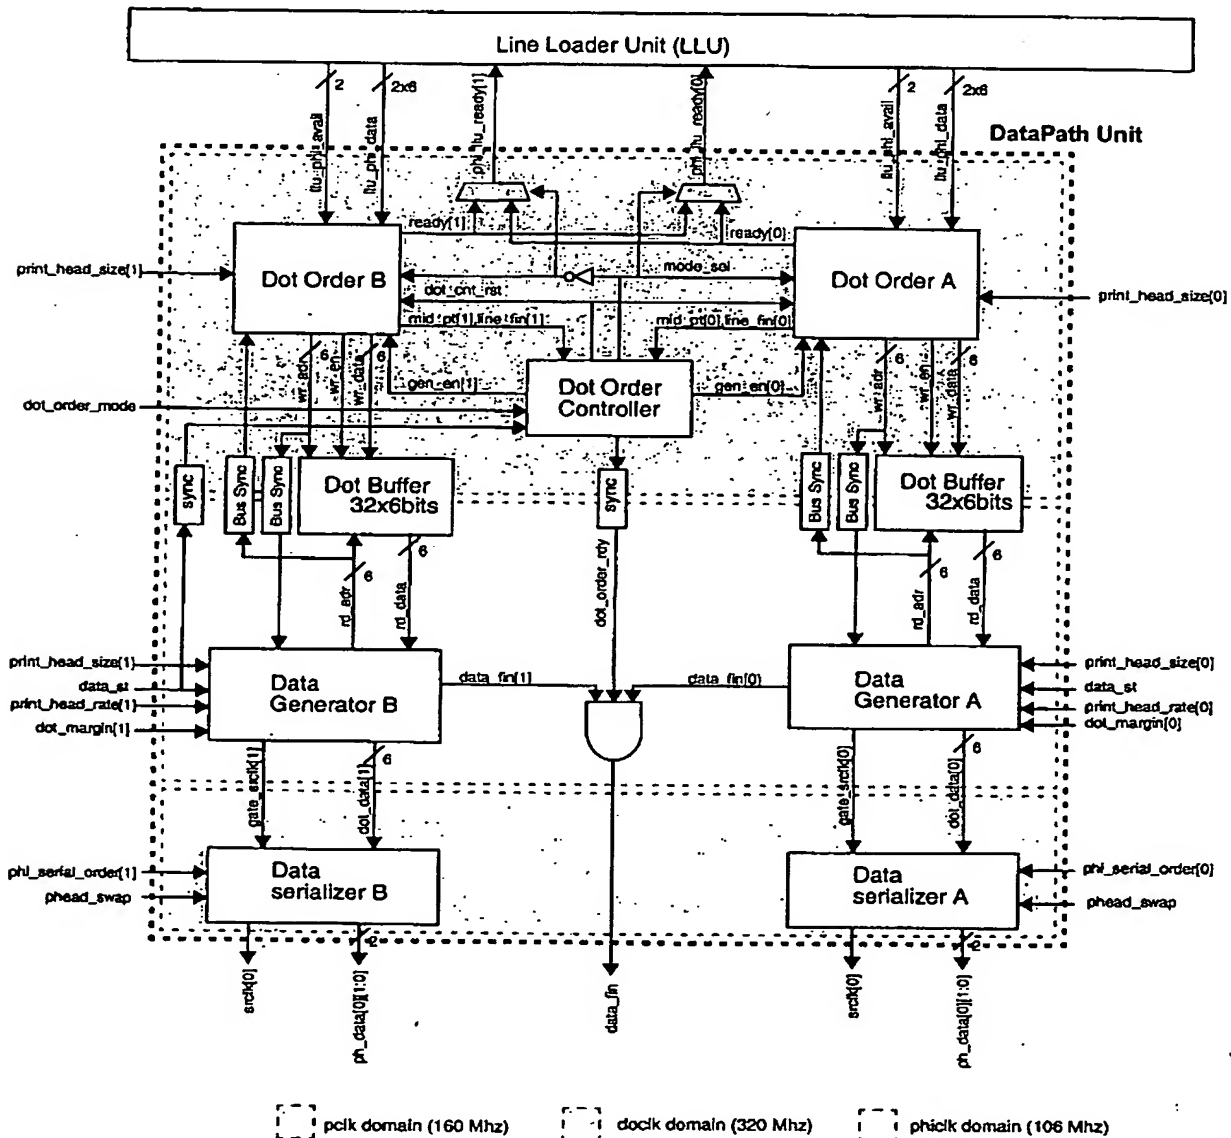 Line Loader Unit (LLU)
2
2x6
phi_llu_ready[1]
phi_llu_ready[0]
2
2x6
llu_phi_avail
llu_phi_data
llu_phi_avail
llu_phi_data
DataPath Unit
ready[1]
ready[0]
print_head_size[1]
Dot Order B
mode_sel
Dot Order A
dot_cnt_rst
print_head_size[0]
mid_pt[1],line_fin[1]
mid_pt[0],line_fin[0]
6
6
6
6
wr_adr
wr_en
wr_data
gen_en[1]
Dot Order
Controller
gen_en[0]
wr_adr
wr_en
wr_data
dot_order_mode
sync
Bus Sync
Bus Sync
Dot Buffer
32x6bits
sync
Bus Sync
Bus Sync
Dot Buffer
32x6bits
6
6
6
6
rd_adr
rd_data
dot_order_rdy
rd_adr
rd_data
print_head_size[1]
data_st
print_head_rate[1]
dot_margin[1]
Data
Generator B
data_fin[1]
data_fin[0]
Data
Generator A
print_head_size[0]
data_st
print_head_rate[0]
dot_margin[0]
gate_srclk[1]
dot_data[1]
6
gate_srclk[0]
dot_data[0]
6
phi_serial_order[1]
phead_swap
Data
serializer B
Data
serializer A
phi_serial_order[0]
phead_swap
2
2
srclk[0]
ph_data[0][1:0]
data_fin
srclk[0]
ph_data[0][1:0]
pclk domain (160 Mhz)
doclk domain (320 Mhz)
phiclk domain (106 Mhz)